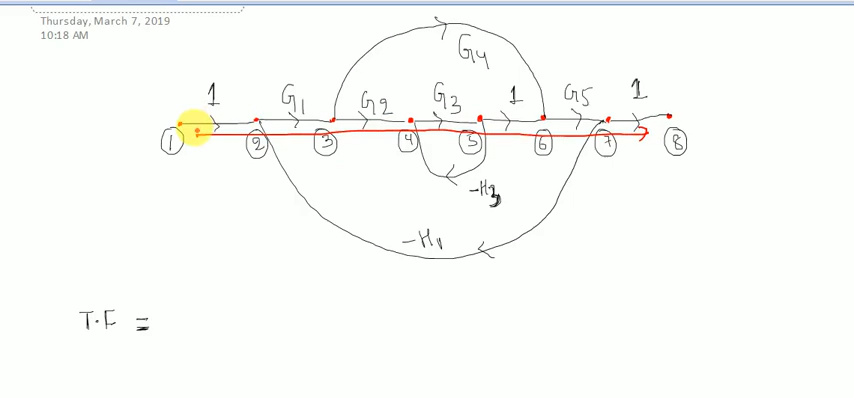 Thursday, March 7, 2019
10:18 AM
G4
1 G1 G2 G3 1 G5 1
1 2 3 4 5 6 7 8
-H3
-H1
T.F =